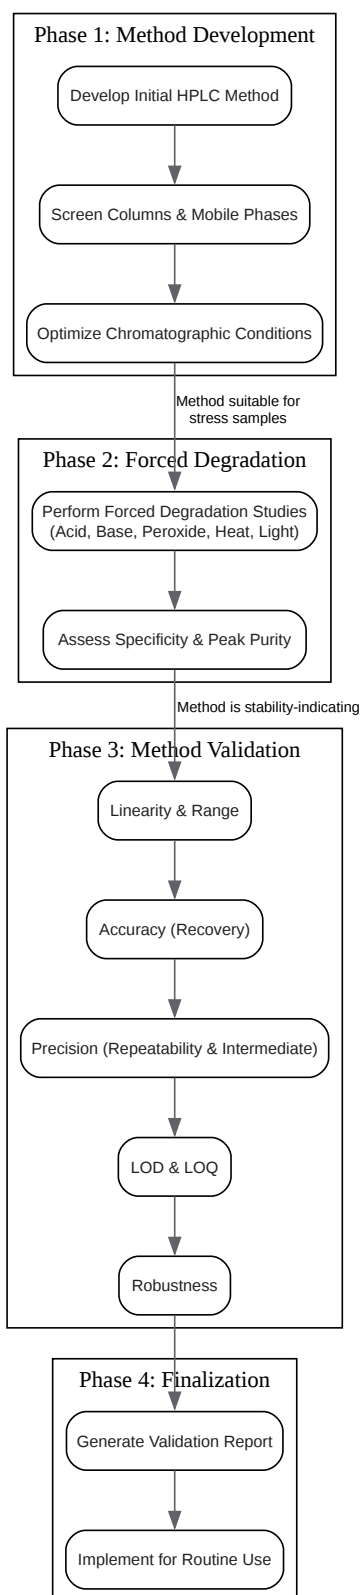 Phase 1: Method Development
Develop Initial HPLC Method
Screen Columns & Mobile Phases
Optimize Chromatographic Conditions
Method suitable for
stress samples
Phase 2: Forced Degradation
Perform Forced Degradation Studies
(Acid, Base, Peroxide, Heat, Light)
Assess Specificity & Peak Purity
Method is stability-indicating
Phase 3: Method Validation
Linearity & Range
Accuracy (Recovery)
Precision (Repeatability & Intermediate)
LOD & LOQ
Robustness
Phase 4: Finalization
Generate Validation Report
Implement for Routine Use